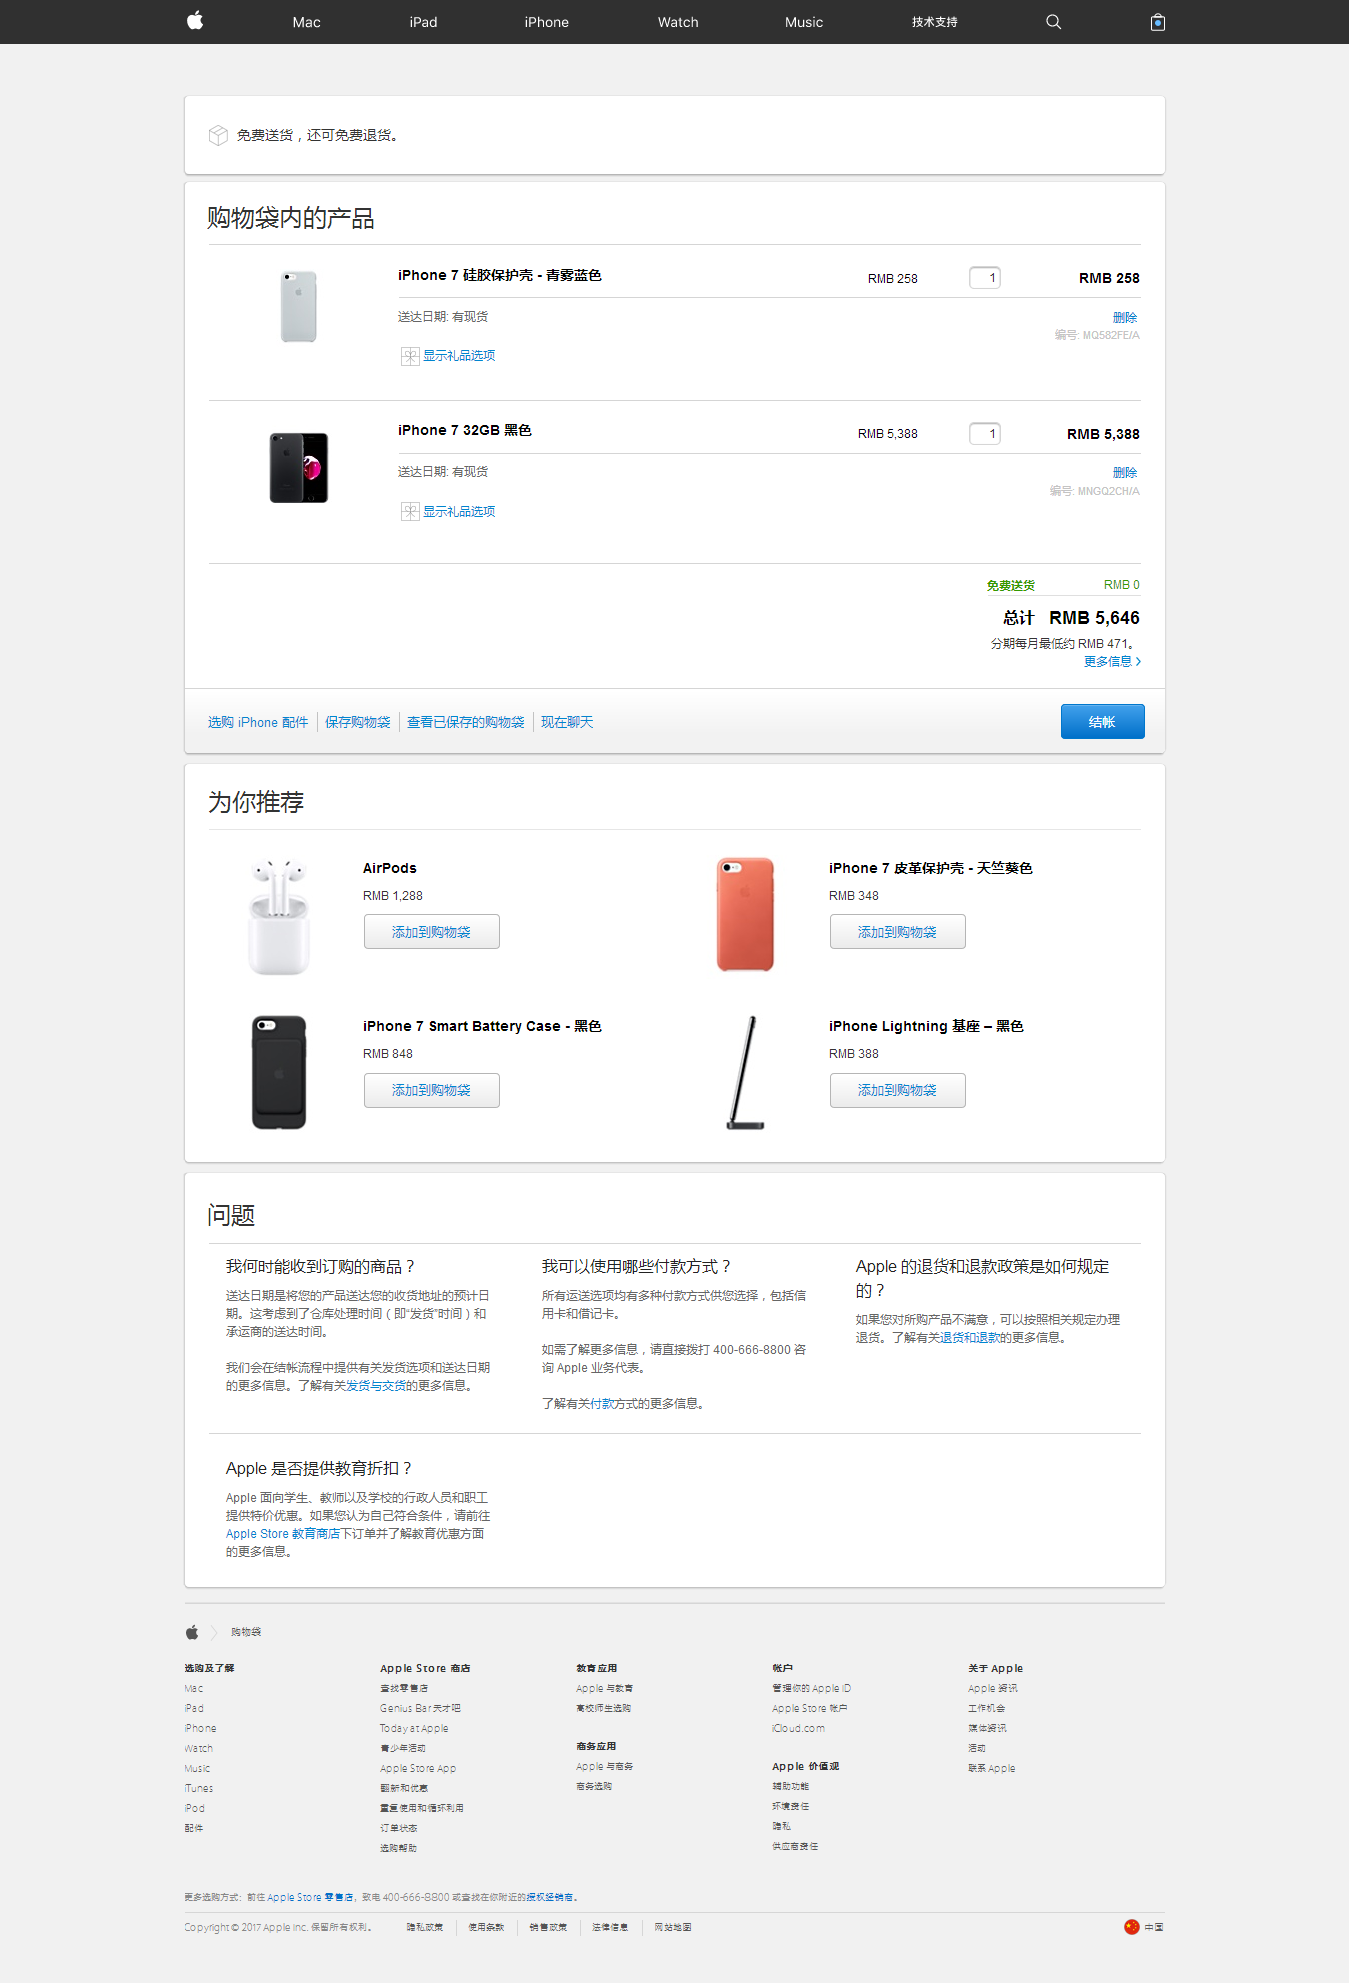 Mac iPad iPhone Watch Music 技术支持
免费送货，还可免费退货。
购物袋内的产品
iPhone 7 硅胶保护壳 - 青雾蓝色 RMB 258 1 RMB 258
送达日期: 有现货 删除
编号: MQ582FE/A
显示礼品选项
iPhone 7 32GB 黑色 RMB 5,388 1 RMB 5,388
送达日期: 有现货 删除
编号: MNGQ2CH/A
显示礼品选项
免费送货 RMB 0
总计 RMB 5,646
分期每月最低约 RMB 471。
更多信息
选购 iPhone 配件 保存购物袋 查看已保存的购物袋 现在聊天 结帐
为你推荐
AirPods
RMB 1,288
添加到购物袋
iPhone 7 皮革保护壳 - 天竺葵色
RMB 348
添加到购物袋
iPhone 7 Smart Battery Case - 黑色
RMB 848
添加到购物袋
iPhone Lightning 基座 – 黑色
RMB 388
添加到购物袋
问题
我何时能收到订购的商品？
送达日期是将您的产品送达您的收货地址的预计日
期。这考虑到了仓库处理时间（即“发货”时间）和
承运商的送达时间。
我们会在结帐流程中提供有关发货选项和送达日期
的更多信息。了解有关发货与交货的更多信息。
我可以使用哪些付款方式？
所有运送选项均有多种付款方式供您选择，包括信
用卡和借记卡。
如需了解更多信息，请直接拨打 400-666-8800 咨
询 Apple 业务代表。
了解有关付款方式的更多信息。
Apple 的退货和退款政策是如何规定
的？
如果您对所购产品不满意，可以按照相关规定办理
退货。了解有关退货和退款的更多信息。
Apple 是否提供教育折扣？
Apple 面向学生、教师以及学校的行政人员和职工
提供特价优惠。如果您认为自己符合条件，请前往
Apple Store 教育商店下订单并了解教育优惠方面
的更多信息。
购物袋
选购及了解
Mac
iPad
iPhone
Watch
Music
iTunes
iPod
配件
Apple Store 商店
查找零售店
Genius Bar 天才吧
Today at Apple
青少年活动
Apple Store App
翻新和优惠
重复使用和循环利用
订单状态
选购帮助
教育应用
Apple 与教育
高校师生选购
商务应用
Apple 与商务
商务选购
帐户
管理你的 Apple ID
Apple Store 帐户
iCloud.com
Apple 价值观
辅助功能
环境责任
隐私
供应商责任
关于 Apple
Apple 资讯
工作机会
媒体资讯
活动
联系 Apple
更多选购方式：前往 Apple Store 零售店，致电 400-666-8800 或查找在你附近的授权经销商。
Copyright © 2017 Apple Inc. 保留所有权利。 隐私政策 使用条款 销售政策 法律信息 网站地图 中国